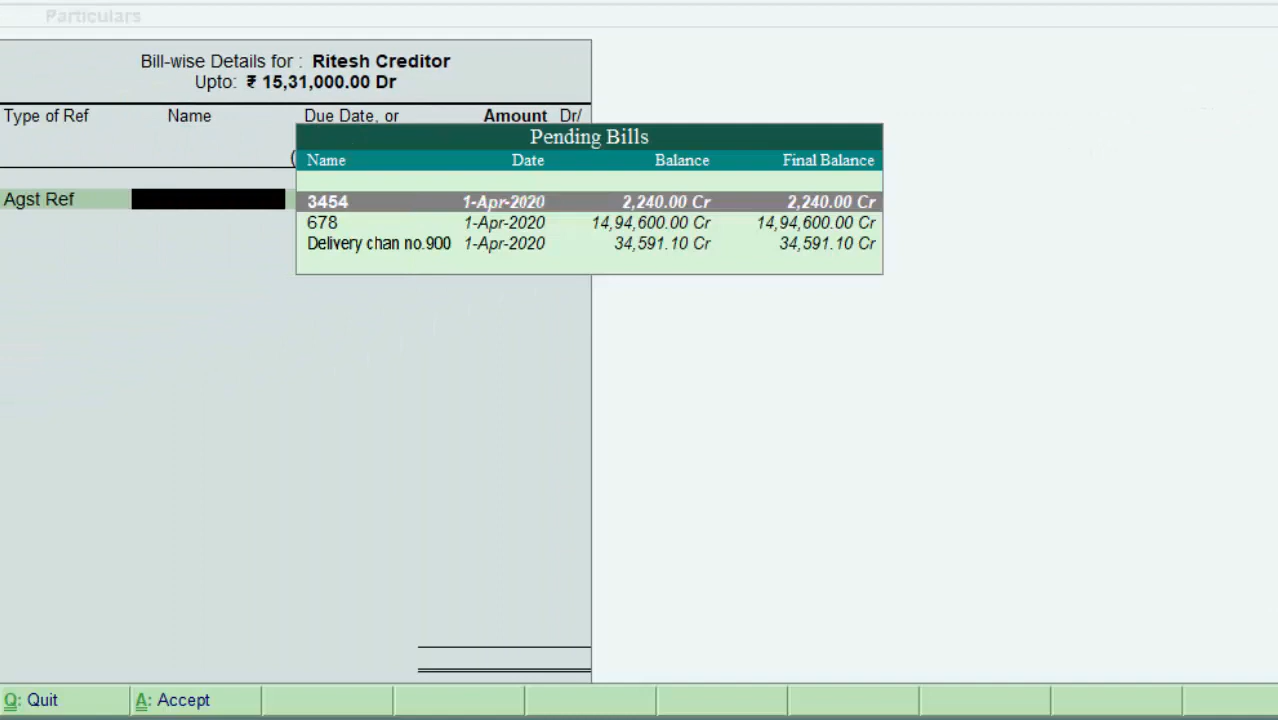 Particulars
Bill-wise Details for : Ritesh Creditor
Upto: ₹ 15,31,000.00 Dr
Type of Ref Name Due Date, or Amount Dr/
(
Pending Bills
Name Date Balance Final Balance
Agst Ref
3454 1-Apr-2020 2,240.00 Cr 2,240.00 Cr
678 1-Apr-2020 14,94,600.00 Cr 14,94,600.00 Cr
Delivery chan no.900 1-Apr-2020 34,591.10 Cr 34,591.10 Cr
Q: Quit A: Accept